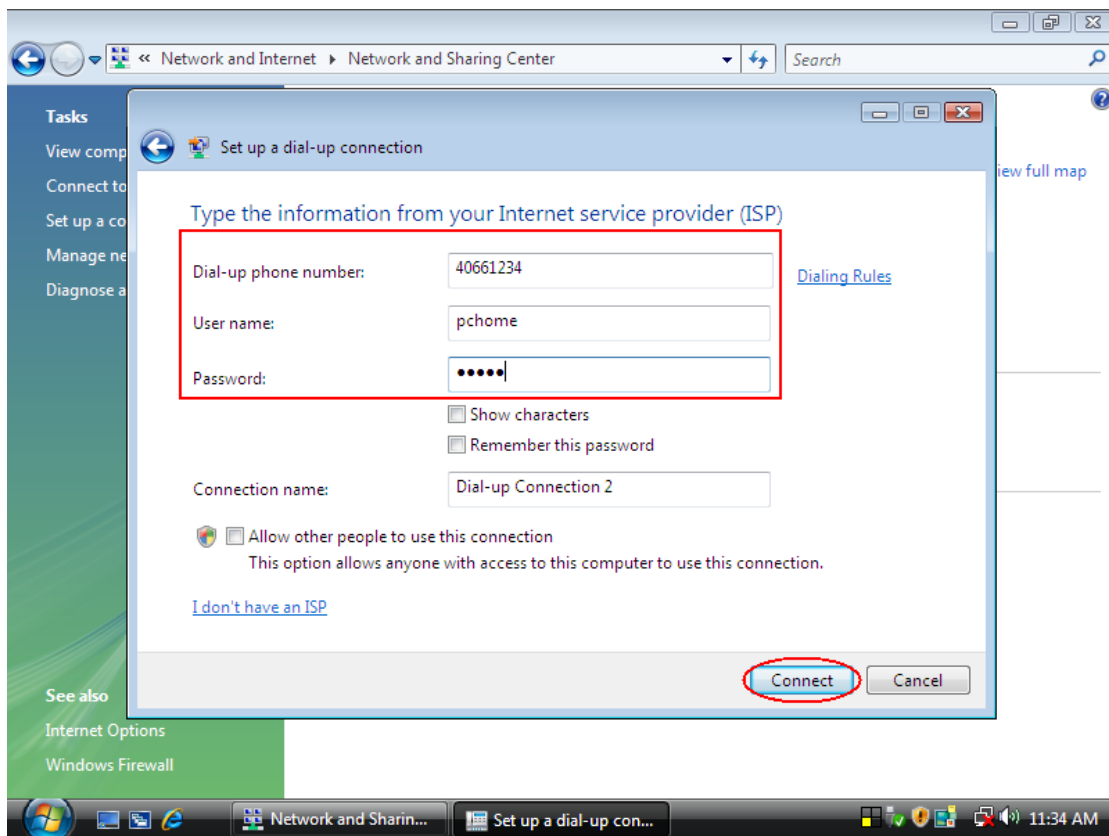 « Network and Internet Network and Sharing Center
Search
Tasks
View comp
Connect to
Set up a co
Manage ne
Diagnose a
iew full map
Set up a dial-up connection
Type the information from your Internet service provider (ISP)
Dial-up phone number: 40661234 Dialing Rules
User name: pchome
Password: •••••
Show characters
Remember this password
Connection name: Dial-up Connection 2
Allow other people to use this connection
This option allows anyone with access to this computer to use this connection.
I don't have an ISP
Connect Cancel
See also
Internet Options
Windows Firewall
Network and Sharin... Set up a dial-up con... 11:34 AM